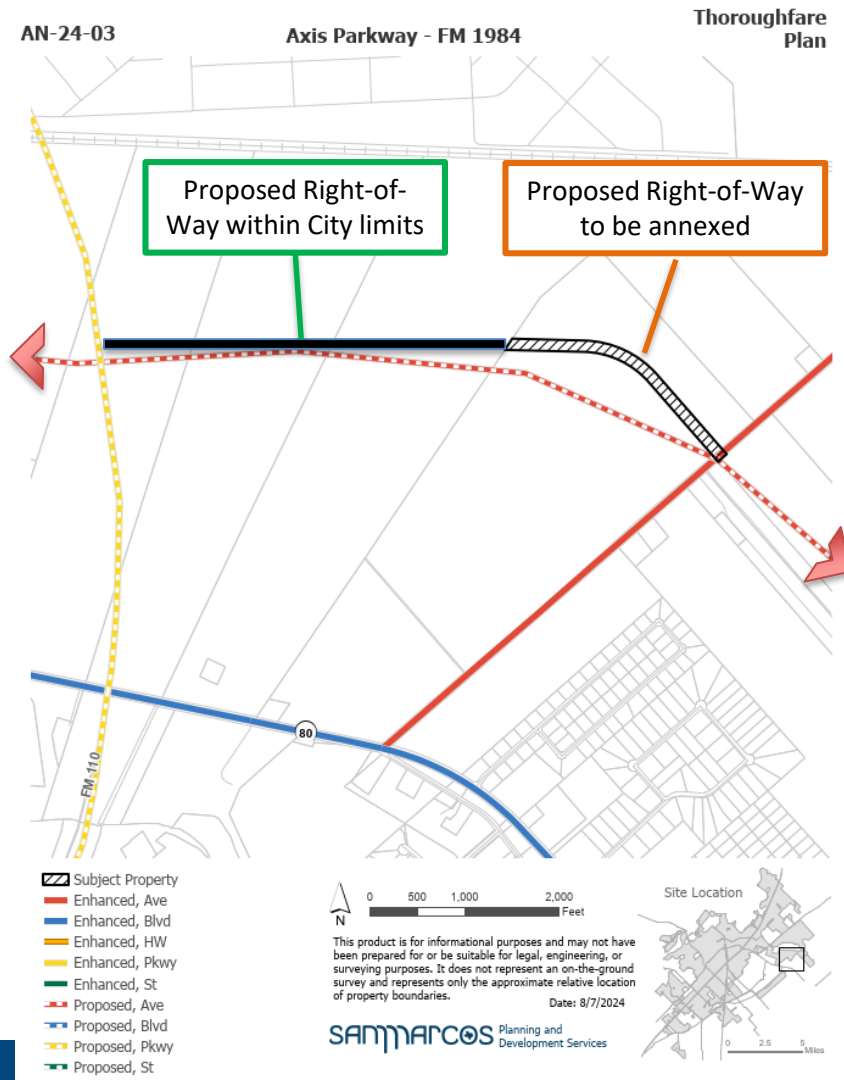 AN-24-03
Axis Parkway - FM 1984
Thoroughfare
Plan
Proposed Right-of-
Way within City limits
Proposed Right-of-Way
to be annexed
80
FM-110
Subject Property
Enhanced, Ave
Enhanced, Blvd
Enhanced, HW
Enhanced, Pkwy
Enhanced, St
Proposed, Ave
Proposed, Blvd
Proposed, Pkwy
Proposed, St
N
0 500 1,000 2,000
Feet
This product is for informational purposes and may not have
been prepared for or be suitable for legal, engineering, or
surveying purposes. It does not represent an on-the-ground
survey and represents only the approximate relative location
of property boundaries.
Date: 8/7/2024
SANMARCOS
Planning and
Development Services
Site Location
0 2.5 5
Miles